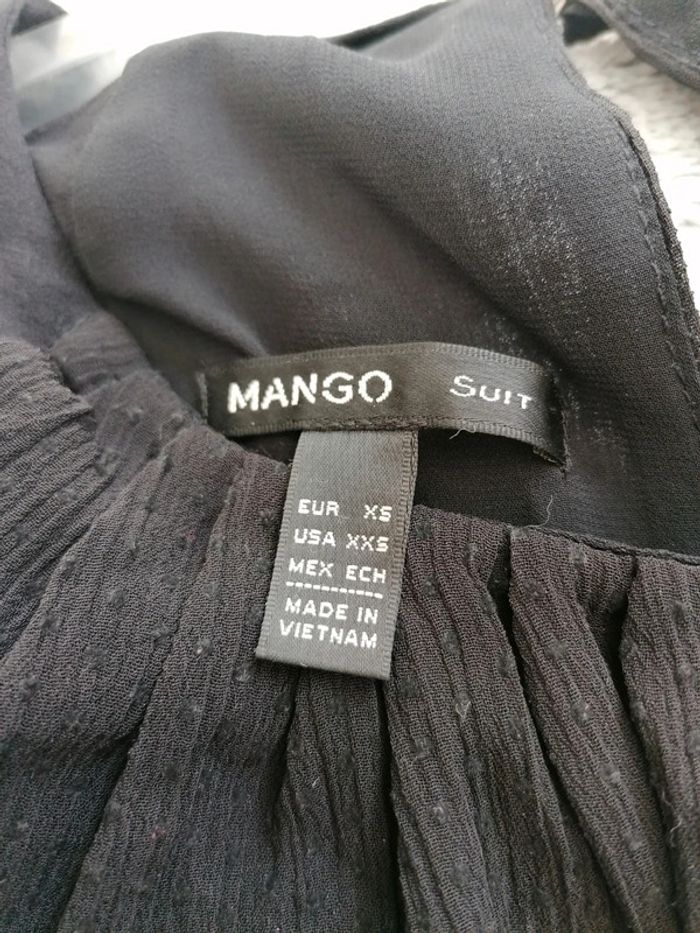 MANGO SUIT
EUR XS
USA XXS
MEX ECH
MADE IN
VIETNAM